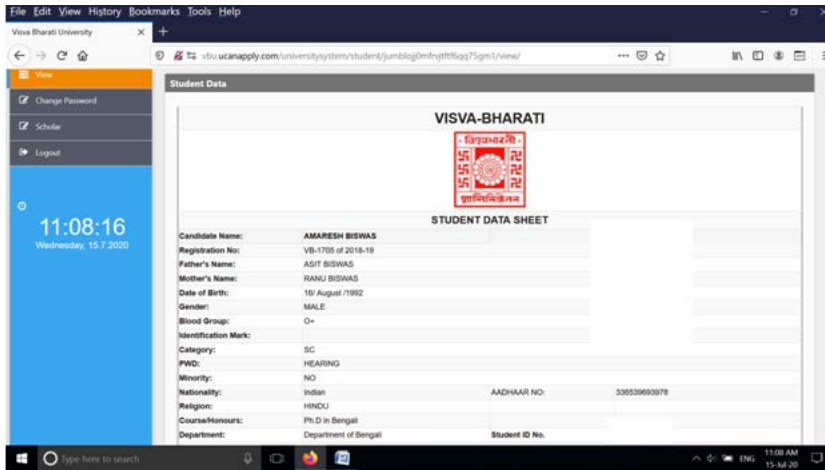 File Edit View History Bookmarks Tools Help
Visva Bharati University
vbu.ucanapply.com/universitysystem/student/
View
Student Data
Change Password
Scholar
Logout
11:08:16
Wednesday, 15.7.2020
VISVA-BHARATI
विश्वभारती
STUDENT DATA SHEET
Candidate Name: AMARESH BISWAS
Registration No: VB-1705 of 2018-19
Father's Name: ASIT BISWAS
Mother's Name: RANU BISWAS
Date of Birth: 16/ August /1992
Gender: MALE
Blood Group: O+
Identification Mark:
Category: SC
PWD: HEARING
Minority: NO
Nationality: Indian AADHAAR NO: 336539693978
Religion: HINDU
Course/Honours: Ph.D in Bengali
Department: Department of Bengali Student ID No.
Type here to search
ENG
11:08 AM
15-Jul-20